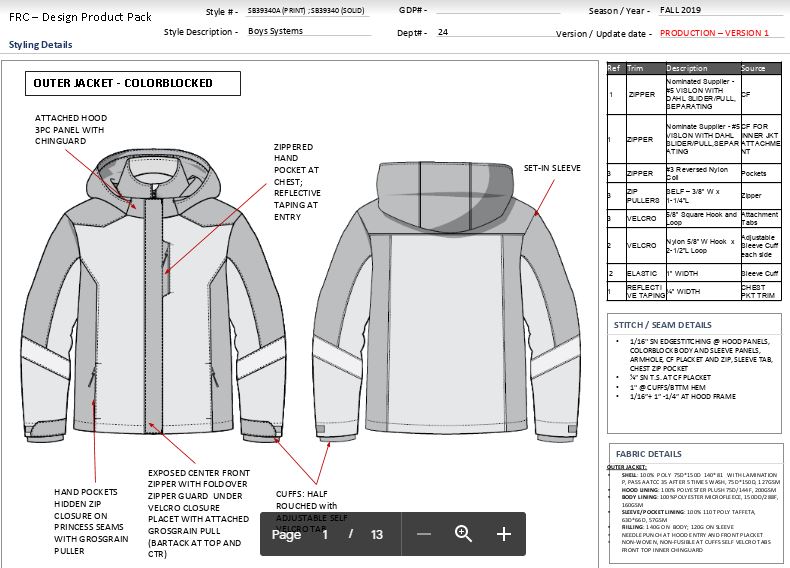 FRC – Design Product Pack
Styling Details
Style # - SB39340A (PRINT) ; SB39340 (SOLID)
Style Description - Boys Systems
GDP# -
Dept# - 24
Season / Year - FALL 2019
Version / Update date - PRODUCTION – VERSION 1
OUTER JACKET - COLORBLOCKED
ATTACHED HOOD
3PC PANEL WITH
CHINGUARD
ZIPPERED
HAND
POCKET AT
CHEST;
REFLECTIVE
TAPING AT
ENTRY
SET-IN SLEEVE
HAND POCKETS
HIDDEN ZIP
CLOSURE ON
PRINCESS SEAMS
WITH GROSGRAIN
PULLER
EXPOSED CENTER FRONT
ZIPPER WITH FOLDOVER
ZIPPER GUARD UNDER
VELCRO CLOSURE
PLACET WITH ATTACHED
GROSGRAIN PULL
(BARTACK AT TOP AND
CTR)
CUFFS: HALF
ROUCHED with
ADJUSTABLE SELF
VELCRO TAB
Page 1 / 13
Ref Trim Description Source
1 ZIPPER Nominated Supplier -
#5 VISLON WITH
DAHL SLIDER/PULL,
SEPARATING
CF
1 ZIPPER Nominate Supplier - #5
VISLON WITH DAHL
SLIDER/PULL,SEPAR
ATING
CF FOR
INNER JKT
ATTACHME
NT
3 ZIPPER #3 Reversed Nylon
Coil
Pockets
3 ZIP
PULLERS
SELF – 3/8" W x
1-1/4"L
Zipper
3 VELCRO 5/8" Square Hook and
Loop
Attachment
Tabs
2 VELCRO Nylon 5/8" W Hook x
2-1/2"L Loop
Adjustable
Sleeve Cuff
each side
2 ELASTIC 1" WIDTH Sleeve Cuff
1 REFLECTI
VE TAPING
¼" WIDTH
CHEST
PKT TRIM
STITCH / SEAM DETAILS
• 1/16" SN EDGESTITCHING @ HOOD PANELS,
COLORBLOCK BODY AND SLEEVE PANELS,
ARMHOLE, CF PLACKET AND ZIP, SLEEVE TAB,
CHEST ZIP POCKET
• ¼" SN T.S. AT CF PLACKET
• 1" @ CUFFS/BTTM HEM
• 1/16"+ 1" -1/4" AT HOOD FRAME
FABRIC DETAILS
OUTER JACKET:
• SHELL: 100% POLY 75D*150D 140*81 WITH LAMINATION
P, PASS AATCC 35 AFTER 5 TIMES WASH, 75D*150D, 127GSM
• HOOD LINING: 100% POLYESTER PLUSH 75D/144F, 200GSM
• BODY LINING: 100%POLYESTER MICROFLEECE, 150DD/288F,
160GSM
• SLEEVE/POCKET LINING: 100% 110T POLY TAFFETA,
63D*66D, 57GSM
• FILLING: 140G ON BODY; 120G ON SLEEVE
• NEEDLEPUNCH AT HOOD ENTRY AND FRONT PLACKET
• NON-WOVEN, NON-FUSIBLE AT CUFFS SELF VELCRO TABS
FRONT TOP INNER CHINGUARD